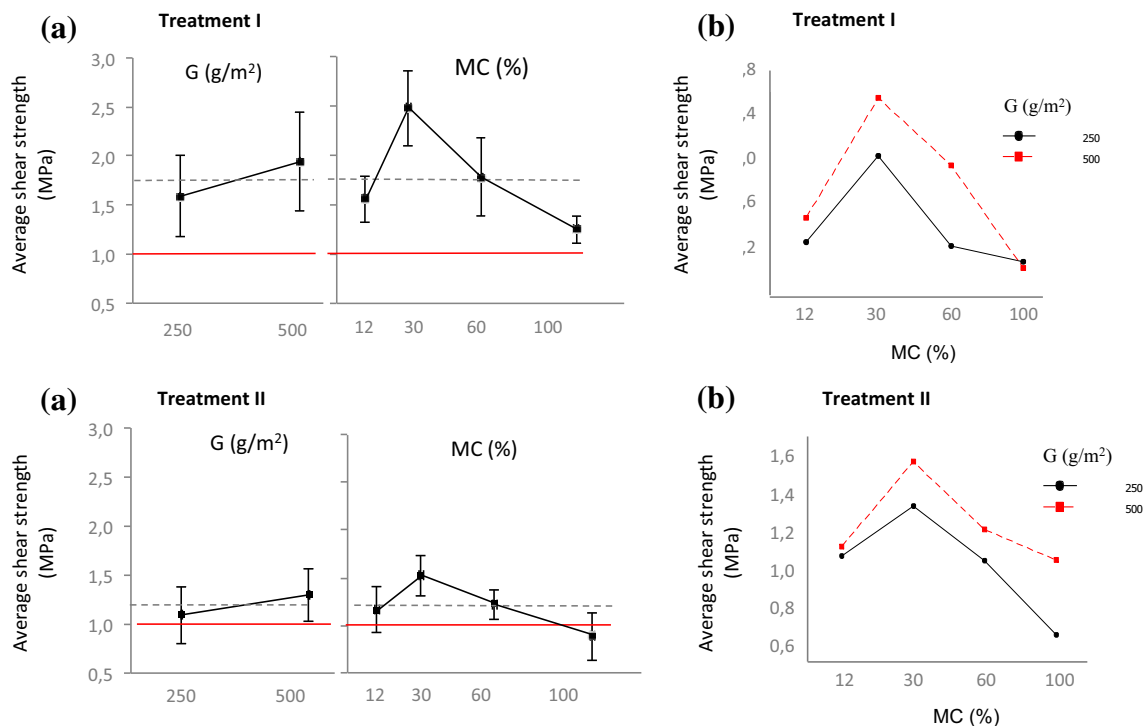 (a)
Treatment I
Average shear strength
(MPa)
3,0
2,5
2,0
1,5
1,0
0,5
G (g/m²)
250
500
MC (%)
12
30
60
100
(b)
Treatment I
Average shear strength
(MPa)
,8
,4
,0
,6
,2
G (g/m²)
250
500
12
30
60
100
MC (%)
(a)
Treatment II
Average shear strength
(MPa)
3,0
2,5
2,0
1,5
1,0
0,5
G (g/m²)
250
500
MC (%)
12
30
60
100
(b)
Treatment II
Average shear strength
(MPa)
1,6
1,4
1,2
1,0
0,8
0,6
G (g/m²)
250
500
12
30
60
100
MC (%)